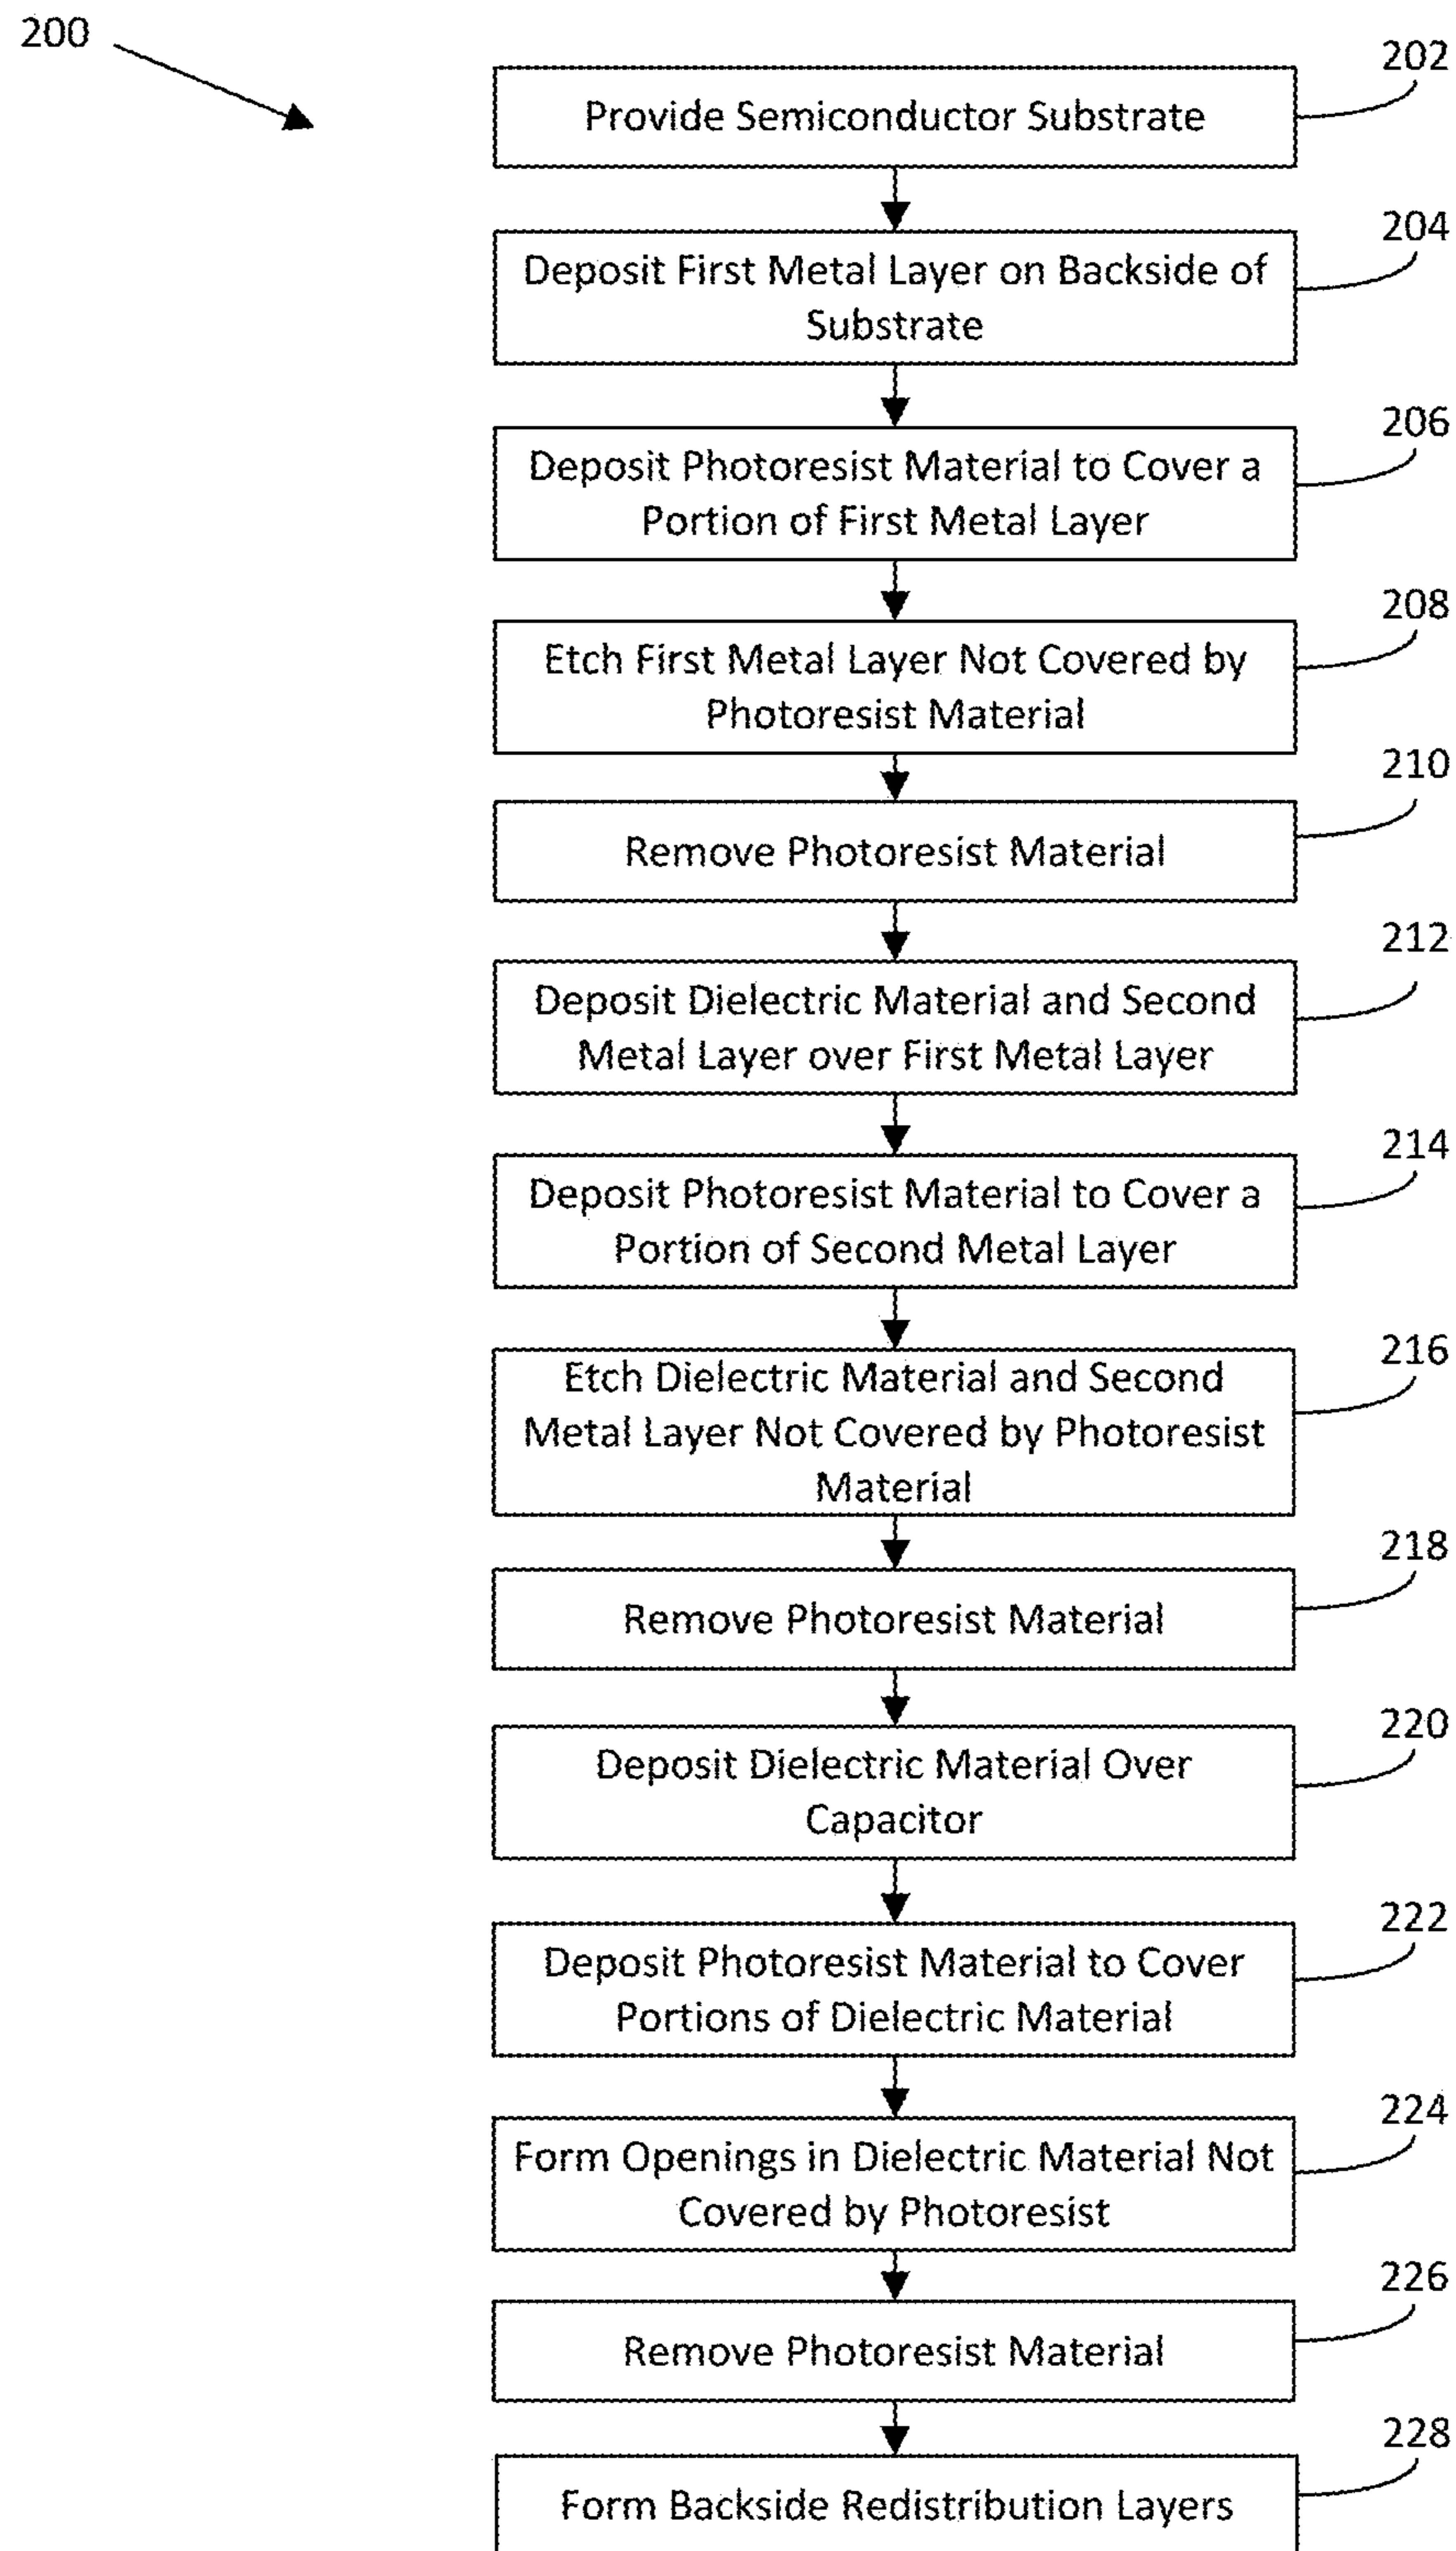 200
202
Provide Semiconductor Substrate
204
Deposit First Metal Layer on Backside of
Substrate
206
Deposit Photoresist Material to Cover a
Portion of First Metal Layer
208
Etch First Metal Layer Not Covered by
Photoresist Material
210
Remove Photoresist Material
212
Deposit Dielectric Material and Second
Metal Layer over First Metal Layer
214
Deposit Photoresist Material to Cover a
Portion of Second Metal Layer
216
Etch Dielectric Material and Second
Metal Layer Not Covered by Photoresist
Material
218
Remove Photoresist Material
220
Deposit Dielectric Material Over
Capacitor
222
Deposit Photoresist Material to Cover
Portions of Dielectric Material
224
Form Openings in Dielectric Material Not
Covered by Photoresist
226
Remove Photoresist Material
228
Form Backside Redistribution Layers